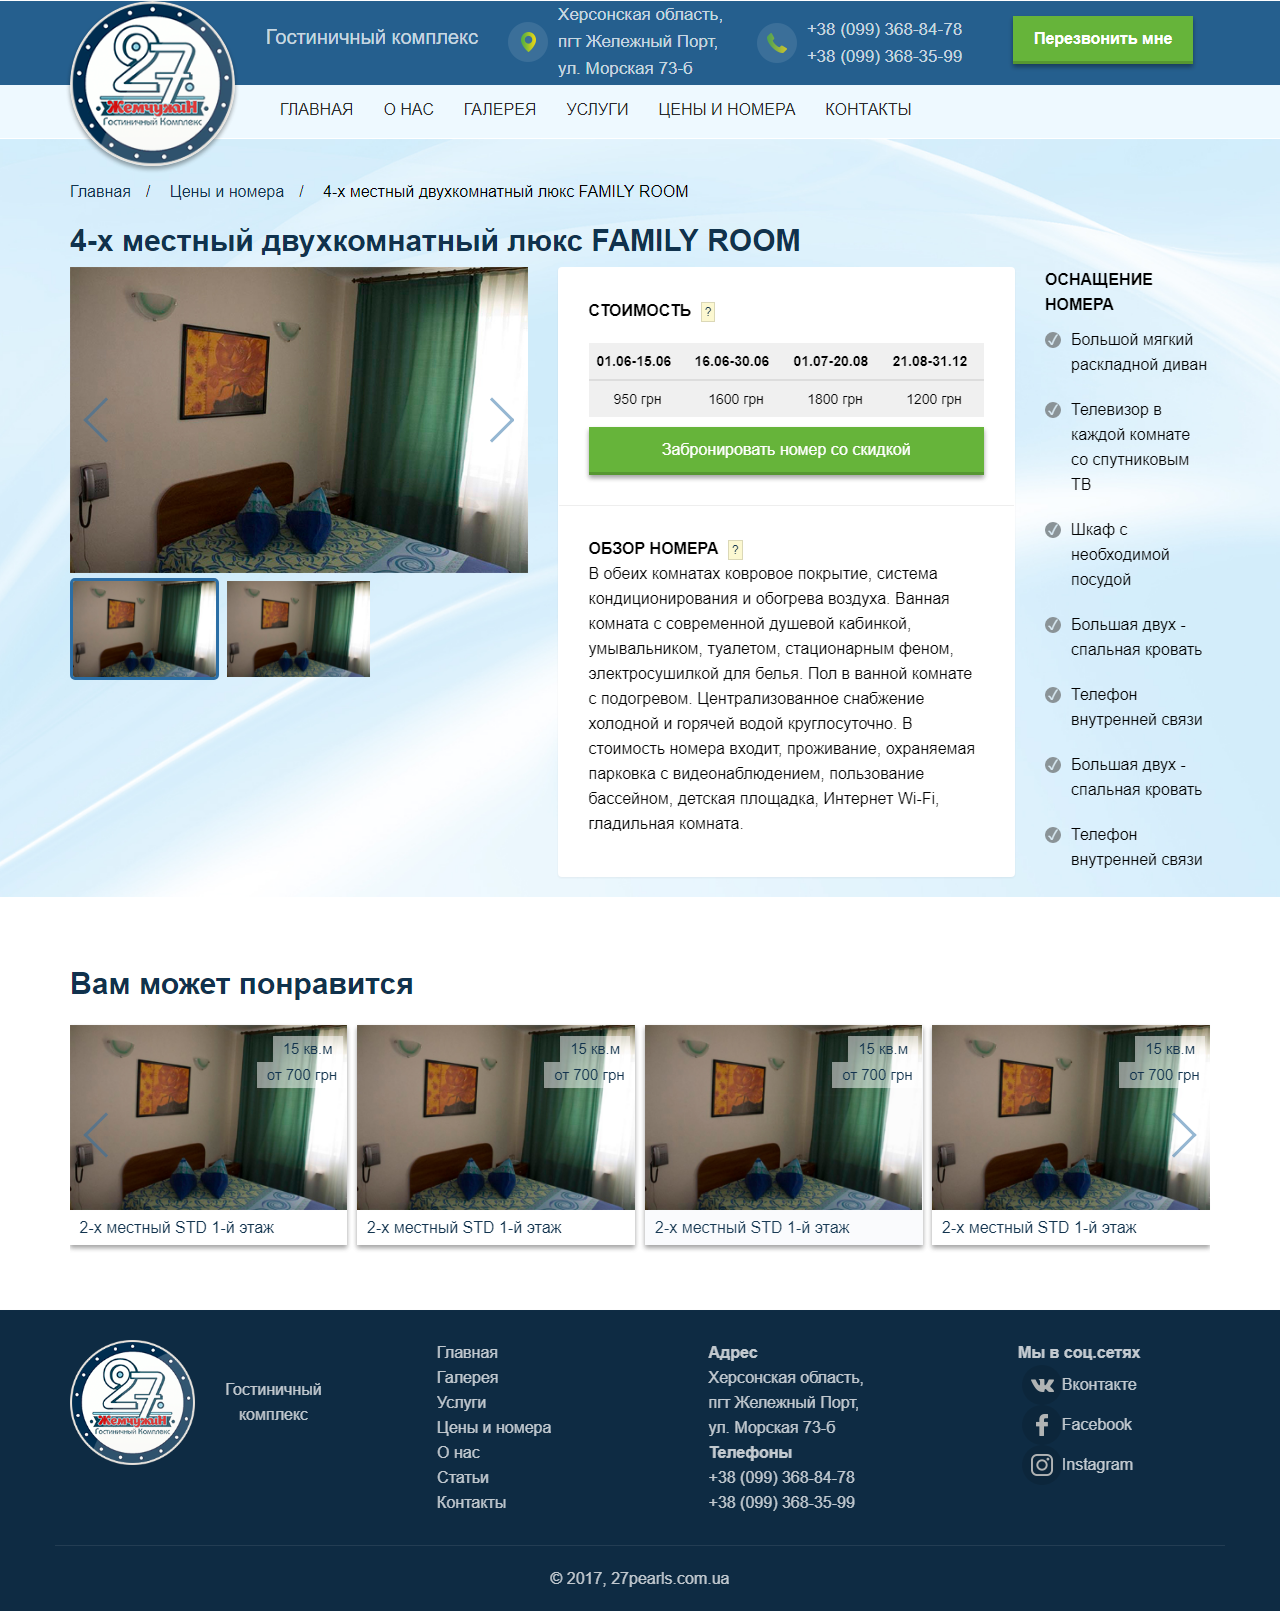 27
ЖемчужиН
Гостиничный Комплекс
Гостиничный комплекс
Херсонская область,
пгт Железный Порт,
ул. Морская 73-б
+38 (099) 368-84-78
+38 (099) 368-35-99
Перезвонить мне
ГЛАВНАЯ О НАС ГАЛЕРЕЯ УСЛУГИ ЦЕНЫ И НОМЕРА КОНТАКТЫ
Главная / Цены и номера / 4-х местный двухкомнатный люкс FAMILY ROOM
4-х местный двухкомнатный люкс FAMILY ROOM
СТОИМОСТЬ ?
01.06-15.06 16.06-30.06 01.07-20.08 21.08-31.12
950 грн 1600 грн 1800 грн 1200 грн
Забронировать номер со скидкой
ОБЗОР НОМЕРА ?
В обеих комнатах ковровое покрытие, система
кондиционирования и обогрева воздуха. Ванная
комната с современной душевой кабинкой,
умывальником, туалетом, стационарным феном,
электросушилкой для белья. Пол в ванной комнате
с подогревом. Централизованное снабжение
холодной и горячей водой круглосуточно. В
стоимость номера входит, проживание, охраняемая
парковка с видеонаблюдением, пользование
бассейном, детская площадка, Интернет Wi-Fi,
гладильная комната.
ОСНАЩЕНИЕ
НОМЕРА
Большой мягкий
раскладной диван
Телевизор в
каждой комнате
со спутниковым
ТВ
Шкаф с
необходимой
посудой
Большая двух -
спальная кровать
Телефон
внутренней связи
Большая двух -
спальная кровать
Телефон
внутренней связи
Вам может понравится
15 кв.м
от 700 грн
2-х местный STD 1-й этаж
15 кв.м
от 700 грн
2-х местный STD 1-й этаж
15 кв.м
от 700 грн
2-х местный STD 1-й этаж
15 кв.м
от 700 грн
2-х местный STD 1-й этаж
27
ЖемчужиН
Гостиничный Комплекс
Гостиничный
комплекс
Главная
Галерея
Услуги
Цены и номера
О нас
Статьи
Контакты
Адрес
Херсонская область,
пгт Железный Порт,
ул. Морская 73-б
Телефоны
+38 (099) 368-84-78
+38 (099) 368-35-99
Мы в соц.сетях
Вконтакте
Facebook
Instagram
© 2017, 27pearls.com.ua